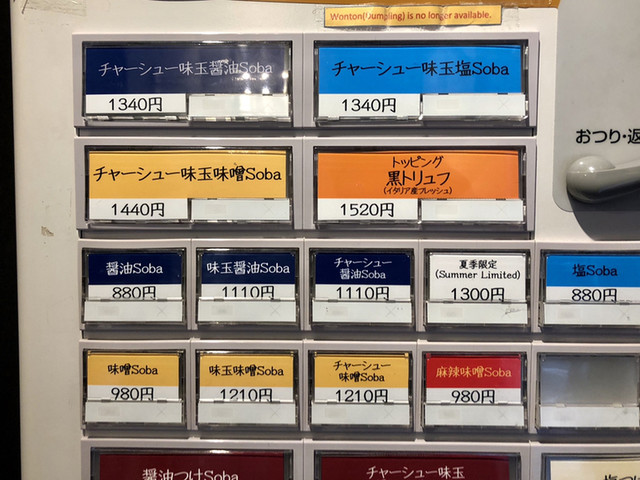 Wonton(Dumpling) is no longer available.
チャーシュー味玉醤油Soba
1340円
チャーシュー味玉塩Soba
1340円
おつり・返
チャーシュー味玉味噌Soba
1440円
トッピング
黒トリュフ
(イタリア産フレッシュ)
1520円
醤油Soba
880円
味玉醤油Soba
1110円
チャーシュー
醤油Soba
1110円
夏季限定
(Summer Limited)
1300円
塩Soba
880円
味噌Soba
980円
味玉味噌Soba
1210円
チャーシュー
味噌Soba
1210円
麻辣味噌Soba
980円
醤油つけSoba
チャーシュー味玉
塩つ